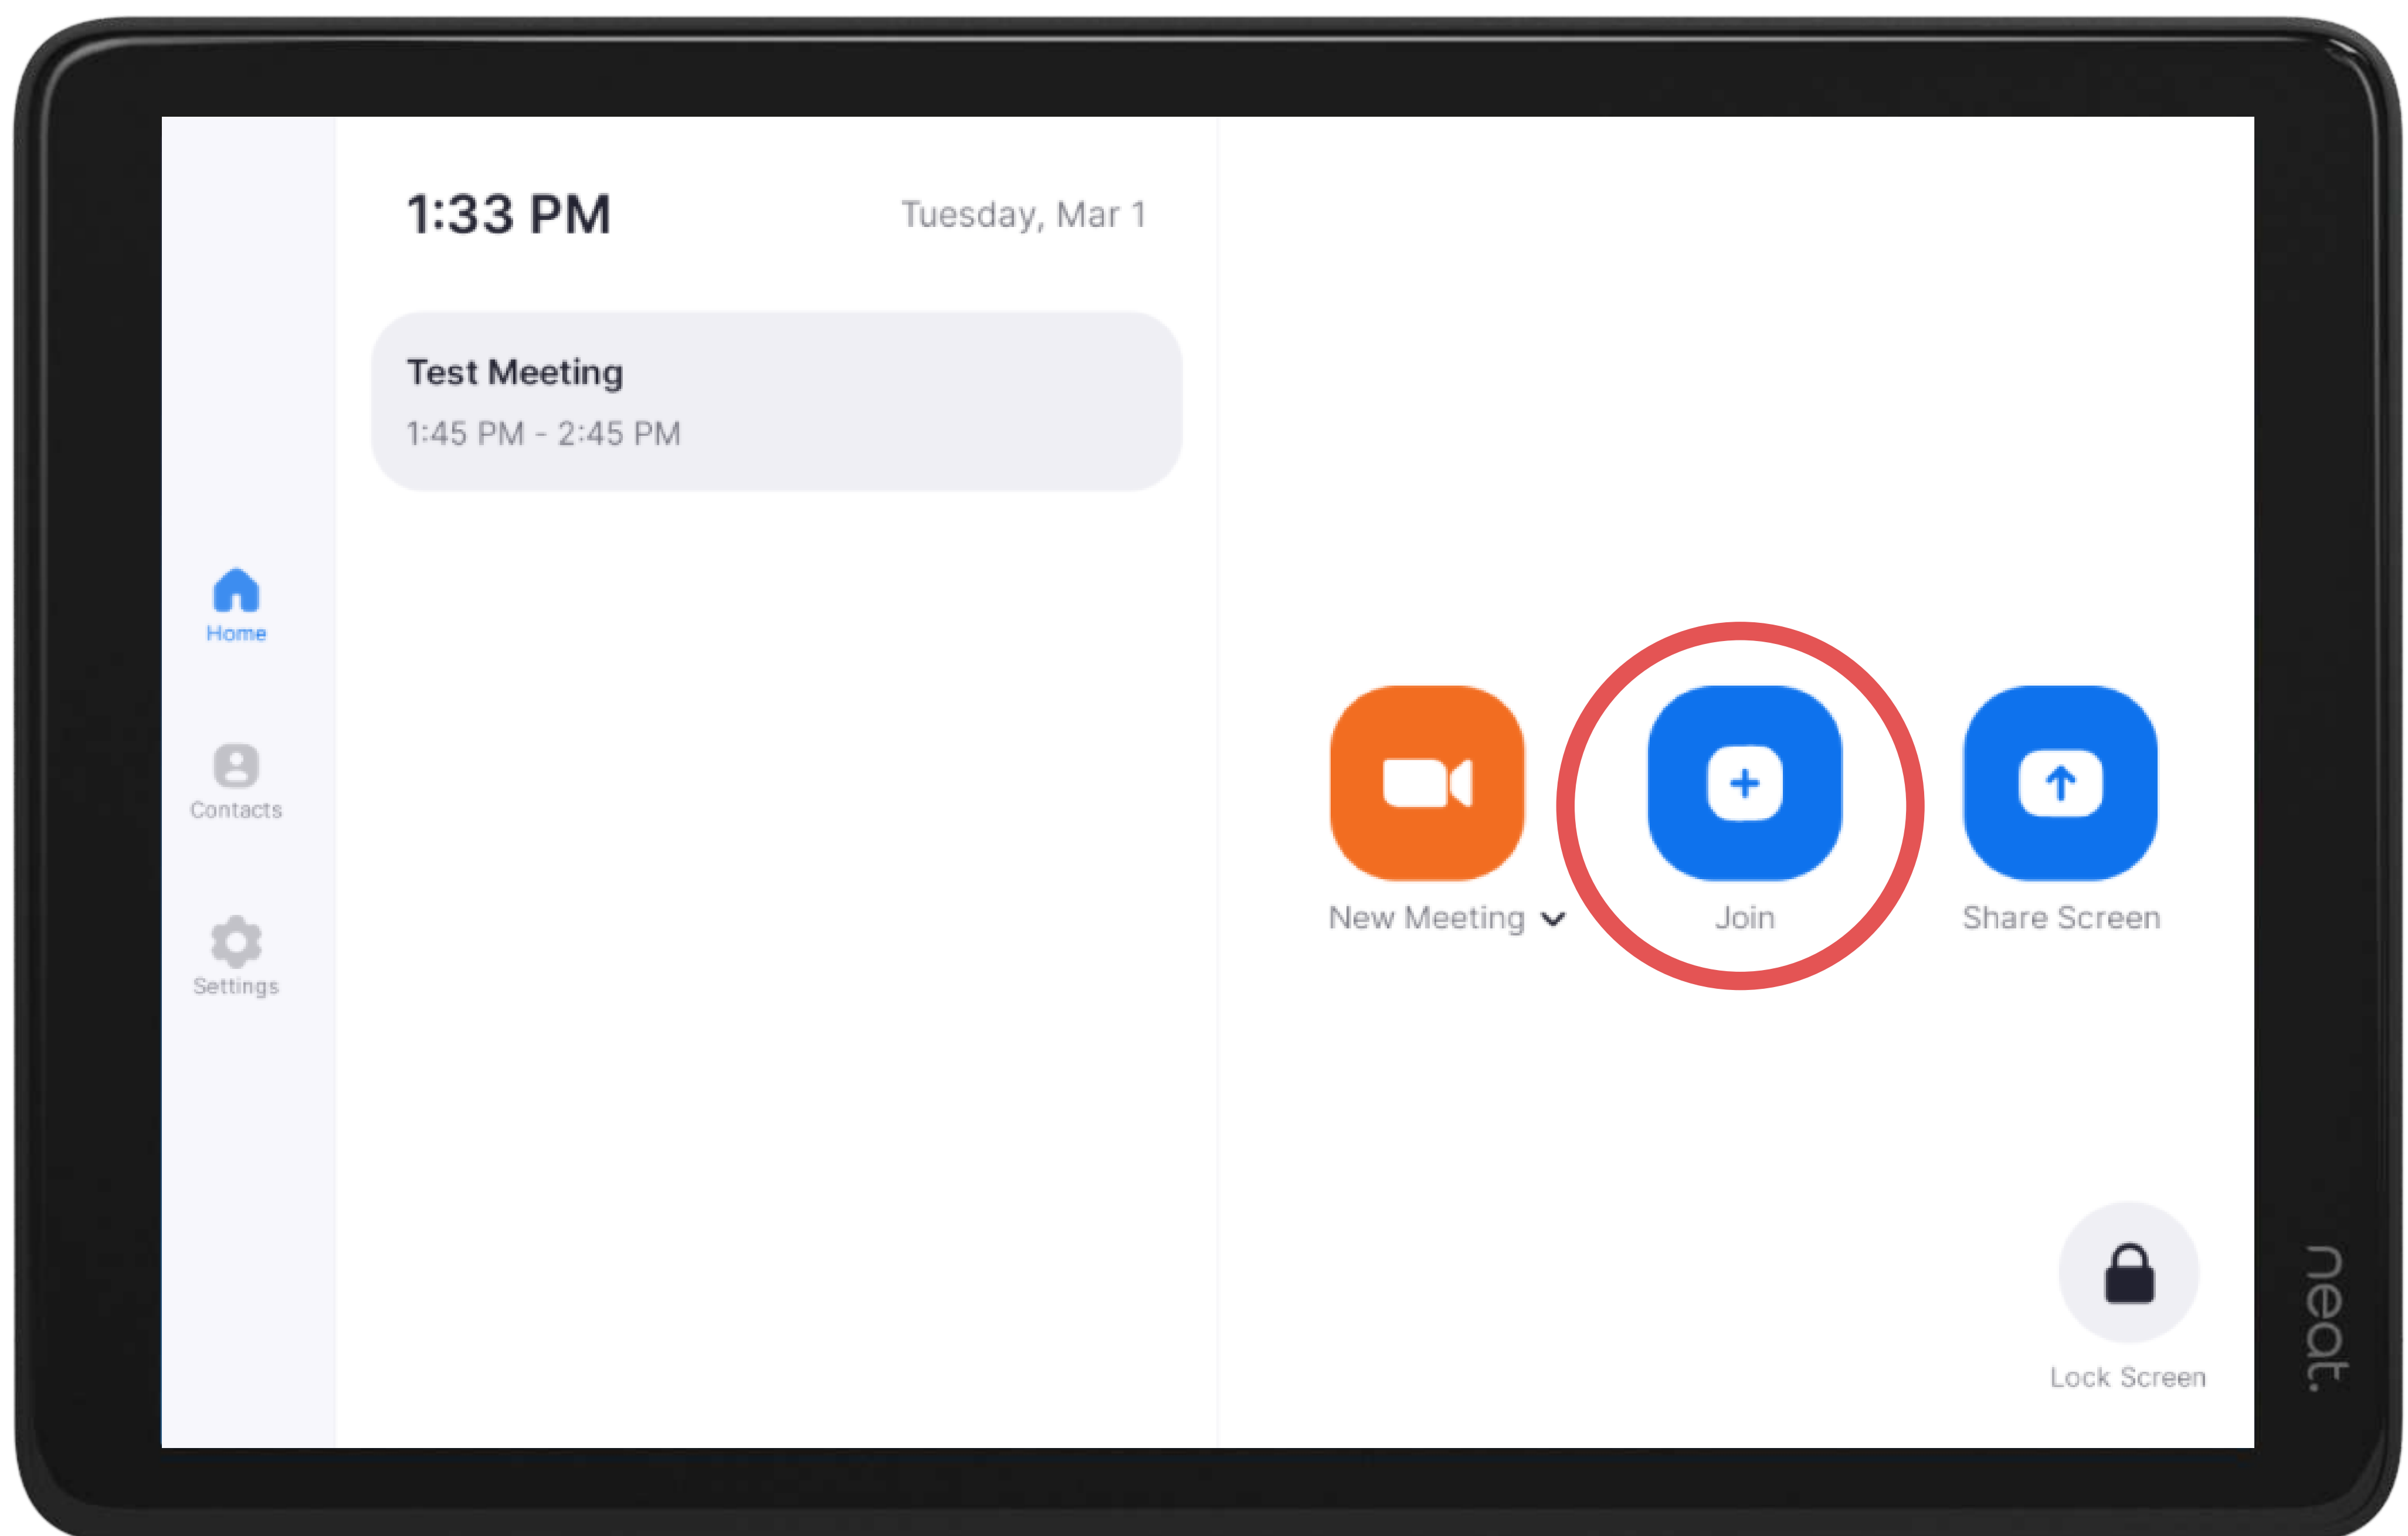 1:33 PM
Tuesday, Mar 1
Test Meeting
1:45 PM - 2:45 PM
Home
Contacts
Settings
New Meeting
Join
Share Screen
Lock Screen
neat.